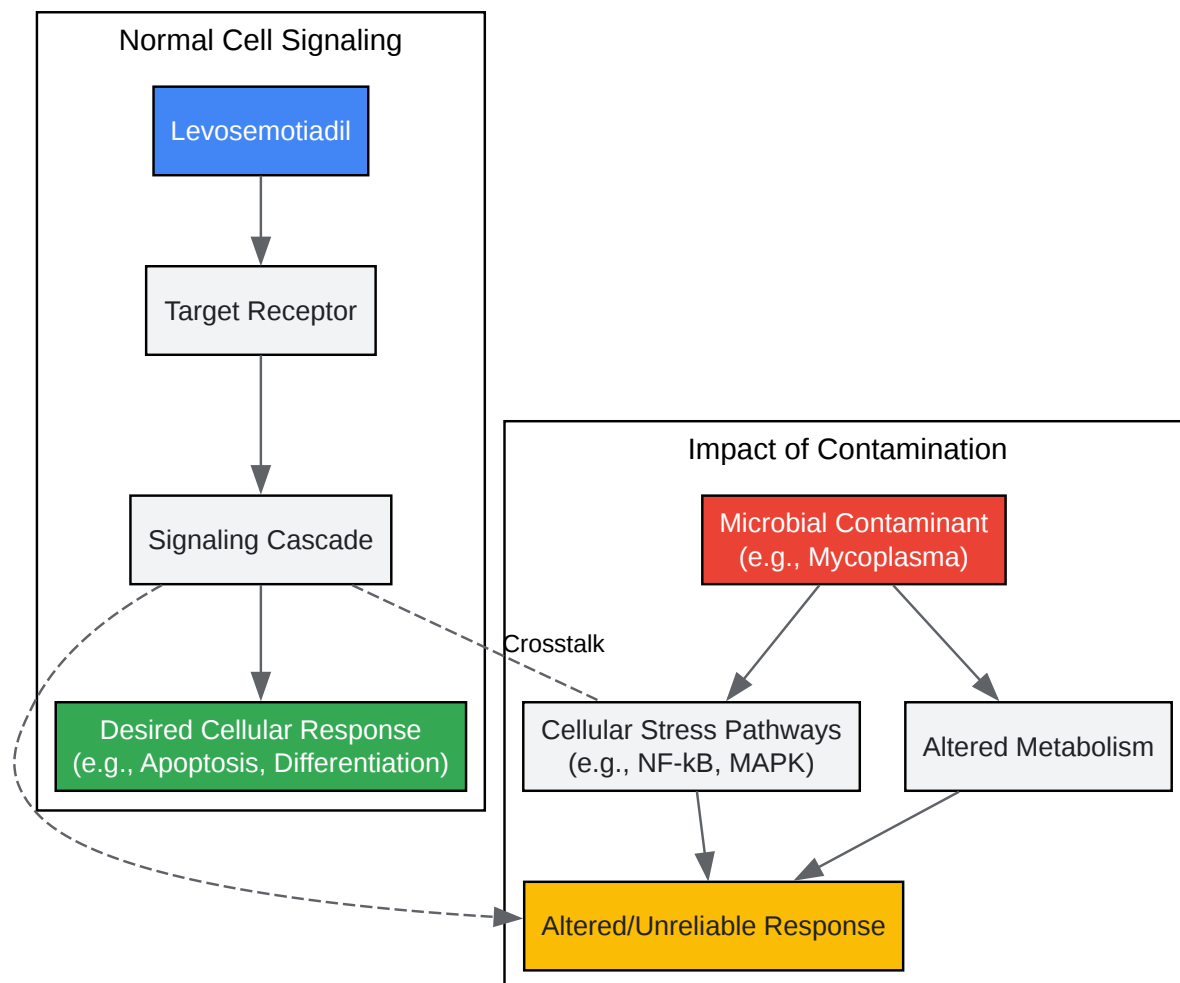 Normal Cell Signaling
Levosemotiadil
Target Receptor
Signaling Cascade
Desired Cellular Response
(e.g., Apoptosis, Differentiation)
Impact of Contamination
Microbial Contaminant
(e.g., Mycoplasma)
Crosstalk
Cellular Stress Pathways
(e.g., NF-kB, MAPK)
Altered Metabolism
Altered/Unreliable Response